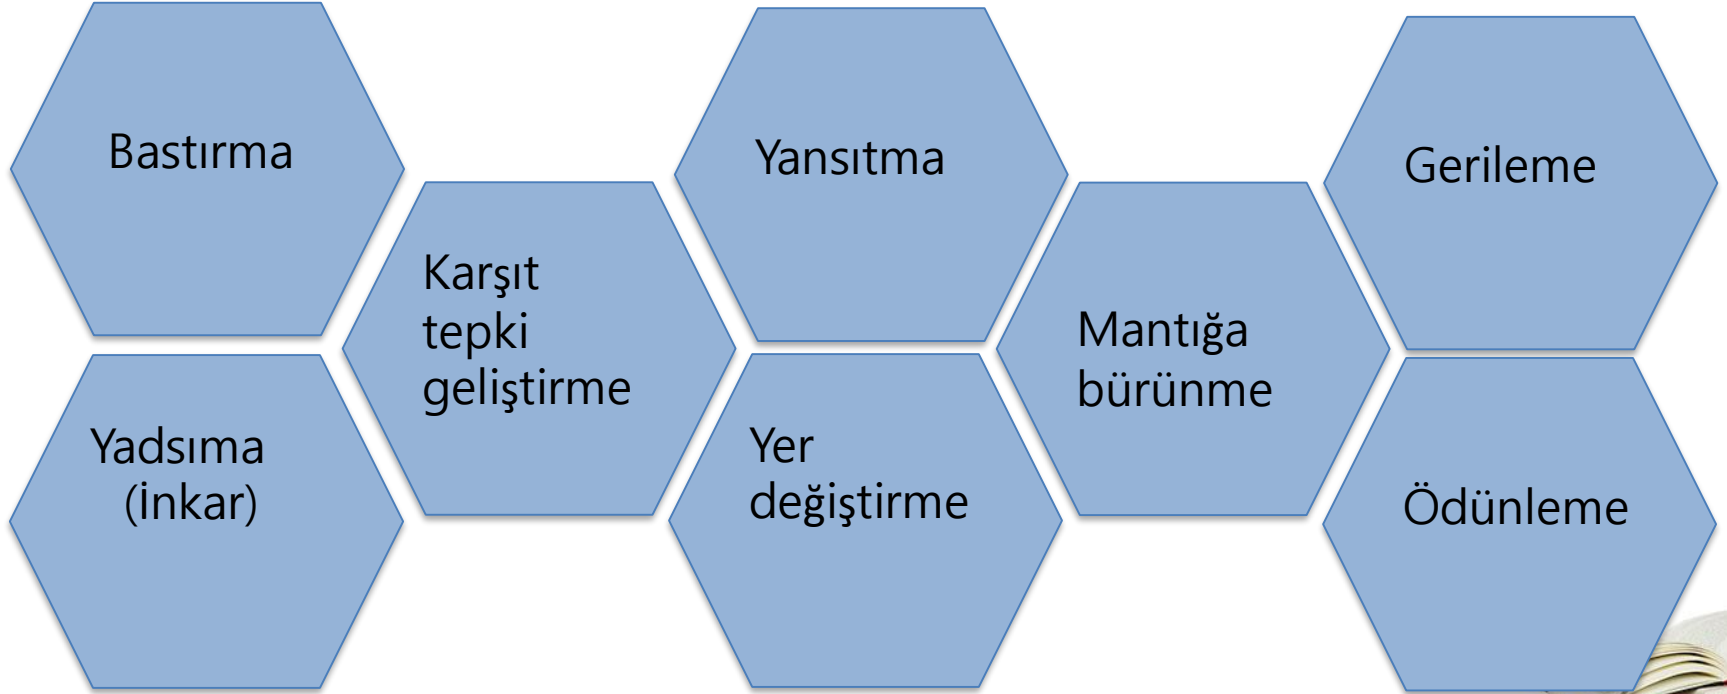 Bastırma
Yadsıma
(İnkar)
Karşıt
tepki
geliştirme
Yansıtma
Yer
değiştirme
Mantığa
bürünme
Gerileme
Ödünleme